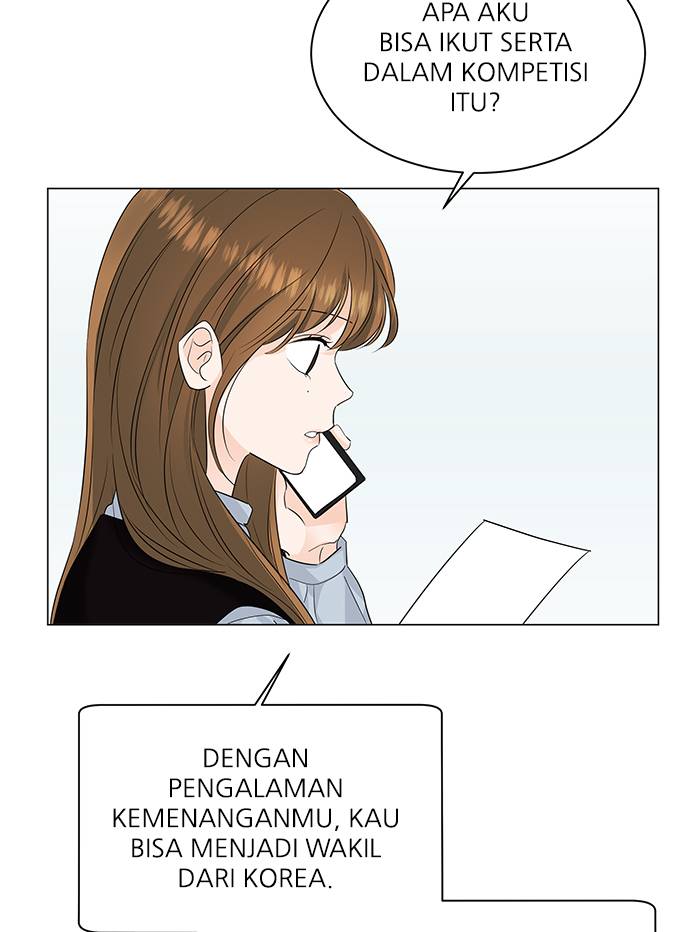 APA AKU
BISA IKUT SERTA
DALAM KOMPETISI
ITU?
DENGAN
PENGALAMAN
KEMENANGANMU, KAU
BISA MENJADI WAKIL
DARI KOREA.